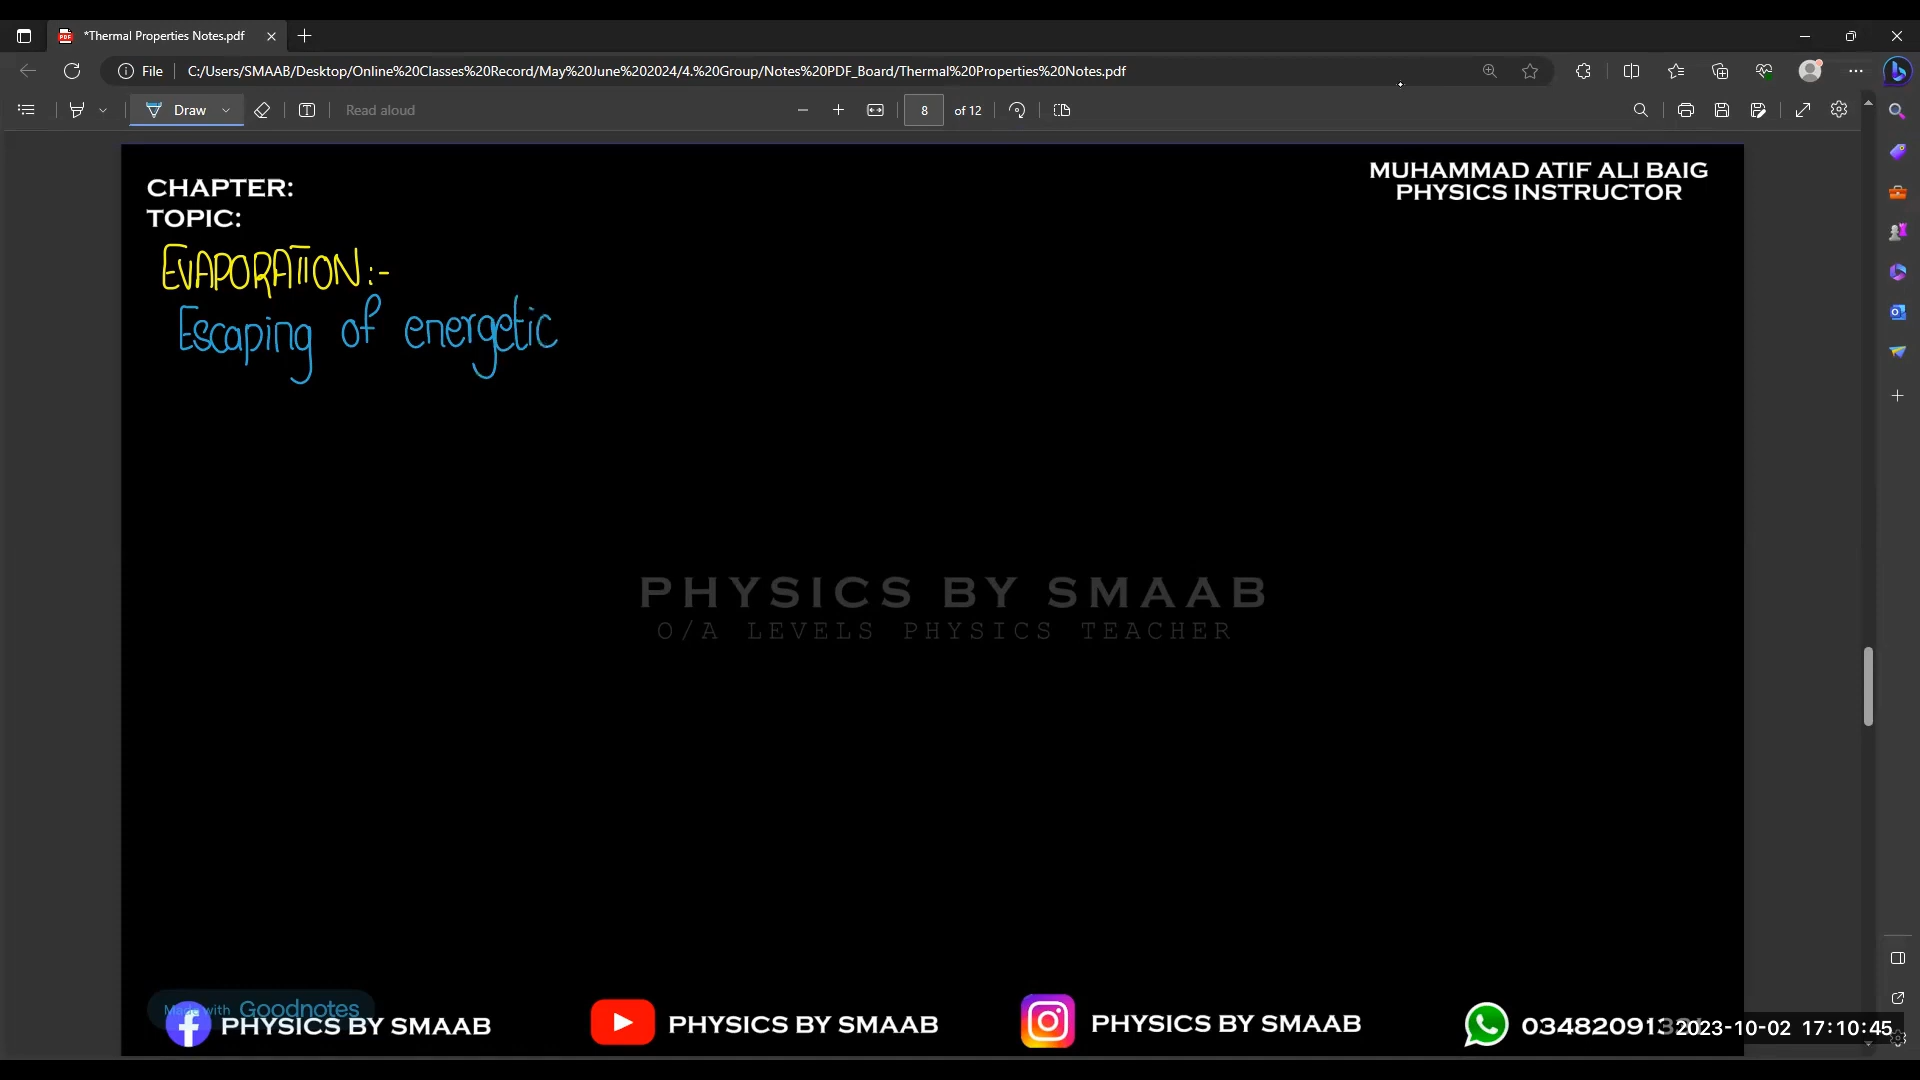 *Thermal Properties Notes.pdf
File C:/Users/SMAAB/Desktop/Online%20Classes%20Record/May%20June%202024/4.%20Group/Notes%20PDF_Board/Thermal%20Properties%20Notes.pdf
Draw Read aloud 8 of 12
CHAPTER:
TOPIC:
MUHAMMAD ATIF ALI BAIG
PHYSICS INSTRUCTOR
EVAPORATION:-
Escaping of energetic
PHYSICS BY SMAAB
O/A LEVELS PHYSICS TEACHER
Made with Goodnotes
PHYSICS BY SMAAB PHYSICS BY SMAAB PHYSICS BY SMAAB
2023-10-02 17:10:45